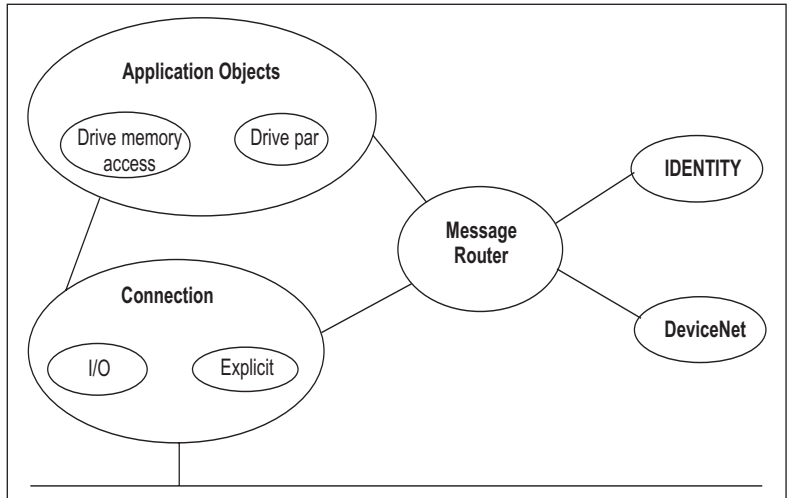 Application Objects
Drive memory
access
Drive par
IDENTITY
Message
Router
Connection
DeviceNet
I/O
Explicit